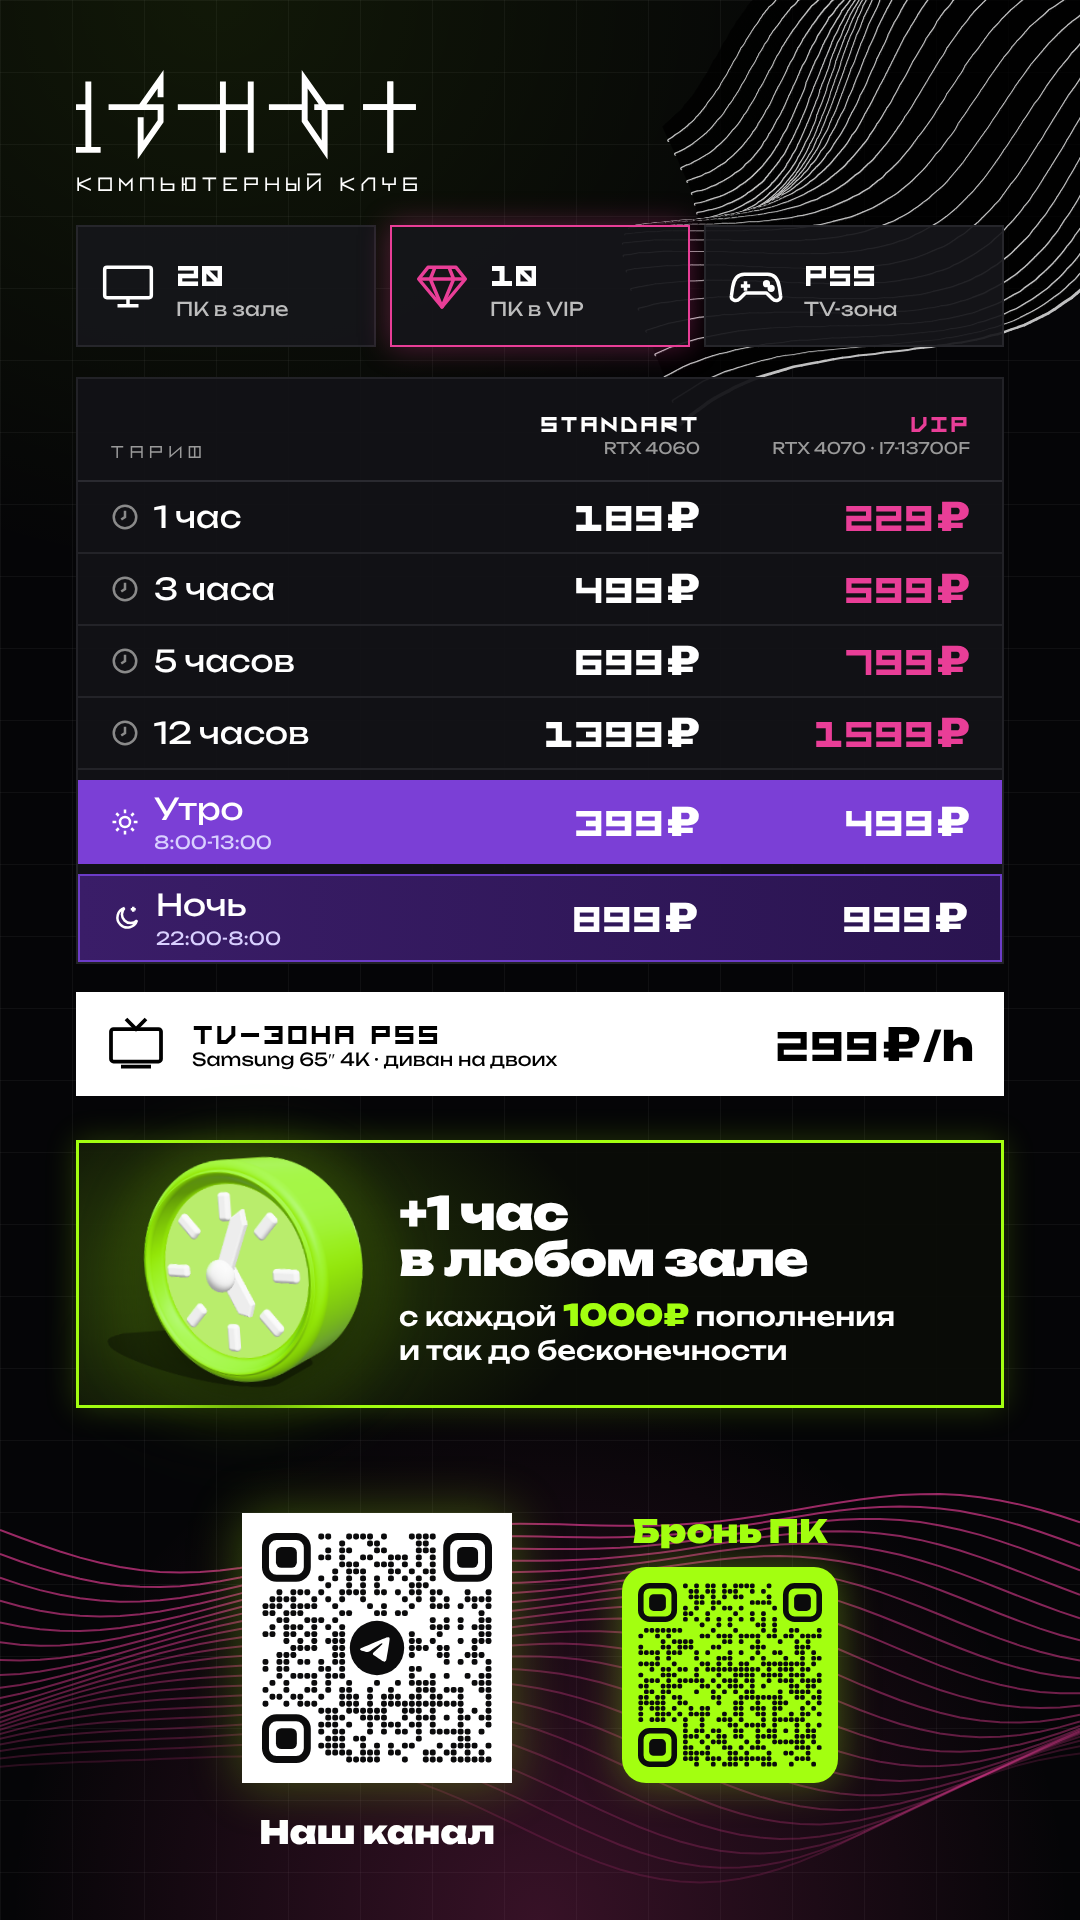 КОМПЬЮТЕРНЫЙ КЛУБ
20
ПК в зале
10
ПК в VIP
PS5
TV-зона
ТАРИФ
STANDART
RTX 4060
VIP
RTX 4070 · I7-13700F
1 час 189₽ 229₽
3 часа 499₽ 599₽
5 часов 699₽ 799₽
12 часов 1399₽ 1599₽
Утро
8:00-13:00
399₽ 499₽
Ночь
22:00-8:00
899₽ 999₽
TV-ЗОНА PS5
Samsung 65″ 4K · диван на двоих
299₽/h
+1 час
в любом зале
с каждой 1000₽ пополнения
и так до бесконечности
Бронь ПК
Наш канал